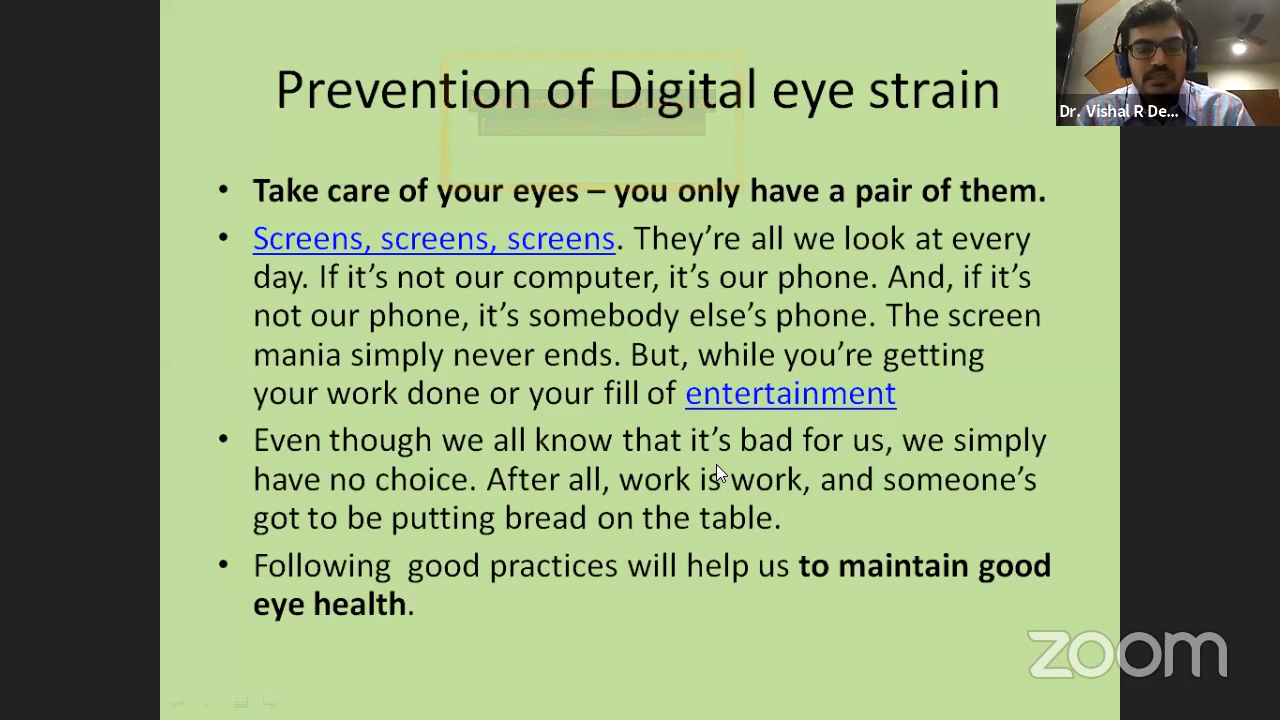 Prevention of Digital eye strain
Dr. Vishal R De...
• Take care of your eyes – you only have a pair of them.
• Screens, screens, screens. They’re all we look at every
day. If it’s not our computer, it’s our phone. And, if it’s
not our phone, it’s somebody else’s phone. The screen
mania simply never ends. But, while you’re getting
your work done or your fill of entertainment
• Even though we all know that it’s bad for us, we simply
have no choice. After all, work is work, and someone’s
got to be putting bread on the table.
• Following  good practices will help us to maintain good
eye health.
zoom